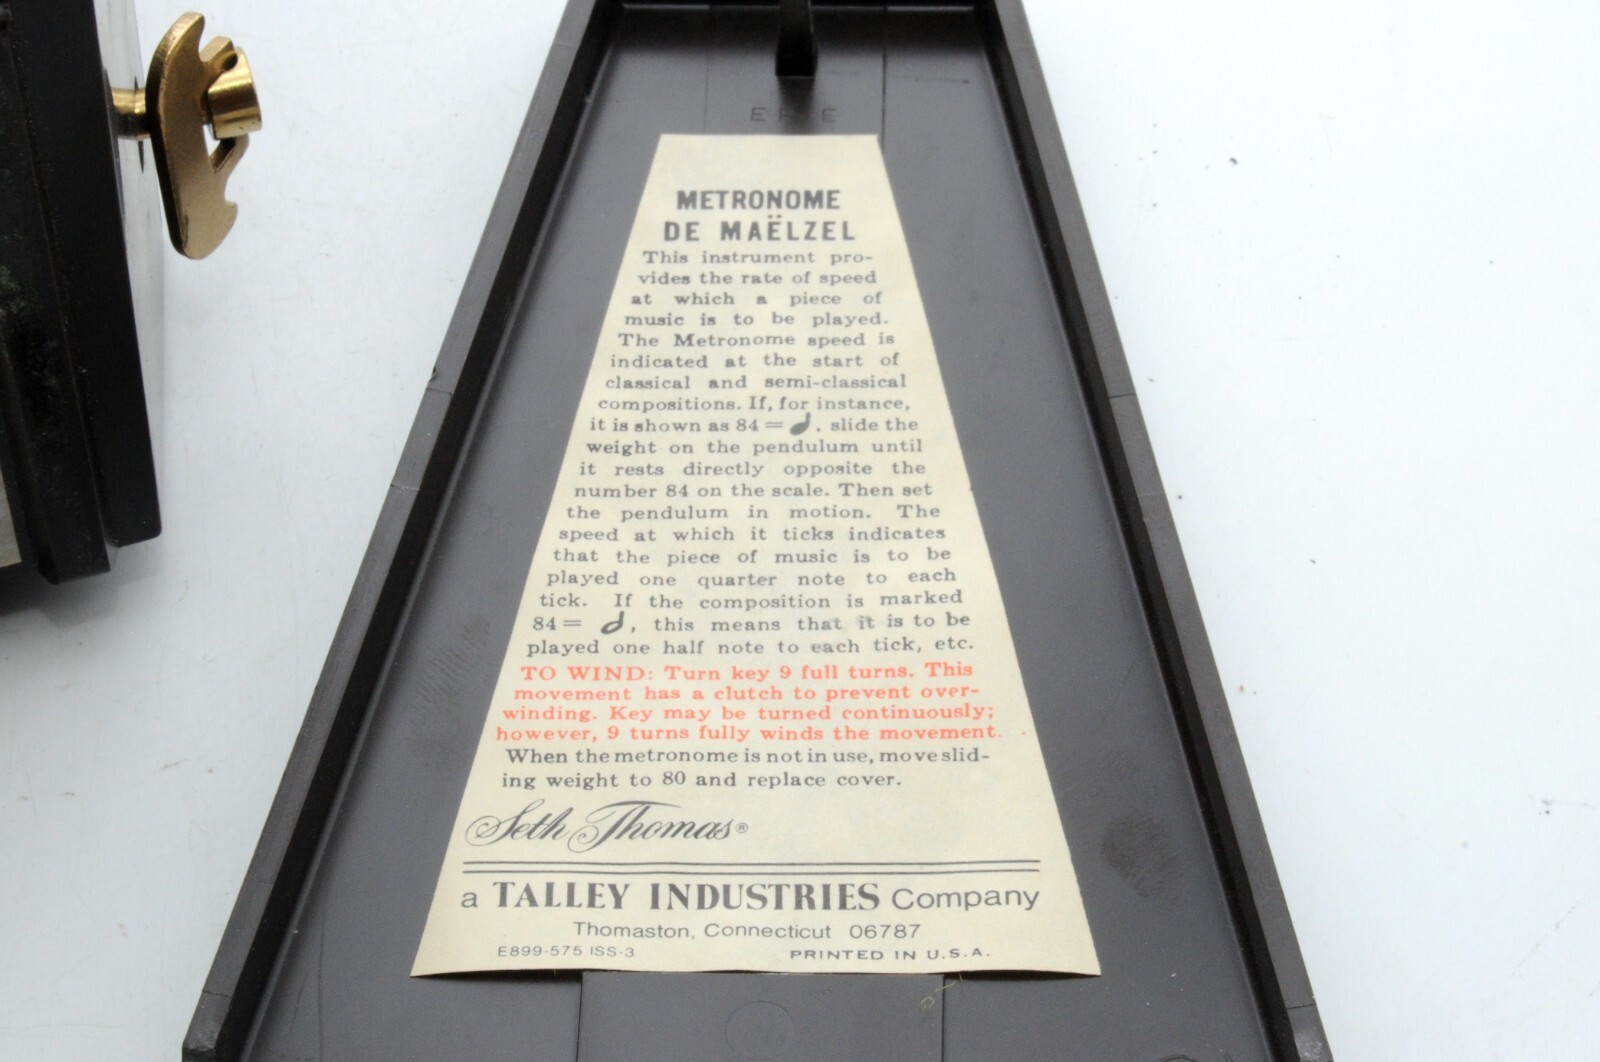 METRONOME
DE MAËLZEL
This instrument pro-
vides the rate of speed
at which a piece of
music is to be played.
The Metronome speed is
indicated at the start of
classical and semi-classical
compositions. If, for instance,
it is shown as 84 = ♩, slide the
weight on the pendulum until
it rests directly opposite the
number 84 on the scale. Then set
the pendulum in motion. The
speed at which it ticks indicates
that the piece of music is to be
played one quarter note to each
tick. If the composition is marked
84 = 𝅗𝅥, this means that it is to be
played one half note to each tick, etc.
TO WIND: Turn key 9 full turns. This
movement has a clutch to prevent over-
winding. Key may be turned continuously;
however, 9 turns fully winds the movement.
When the metronome is not in use, move slid-
ing weight to 80 and replace cover.
Seth Thomas®
a TALLEY INDUSTRIES Company
Thomaston, Connecticut 06787
E899-575 ISS-3 PRINTED IN U.S.A.